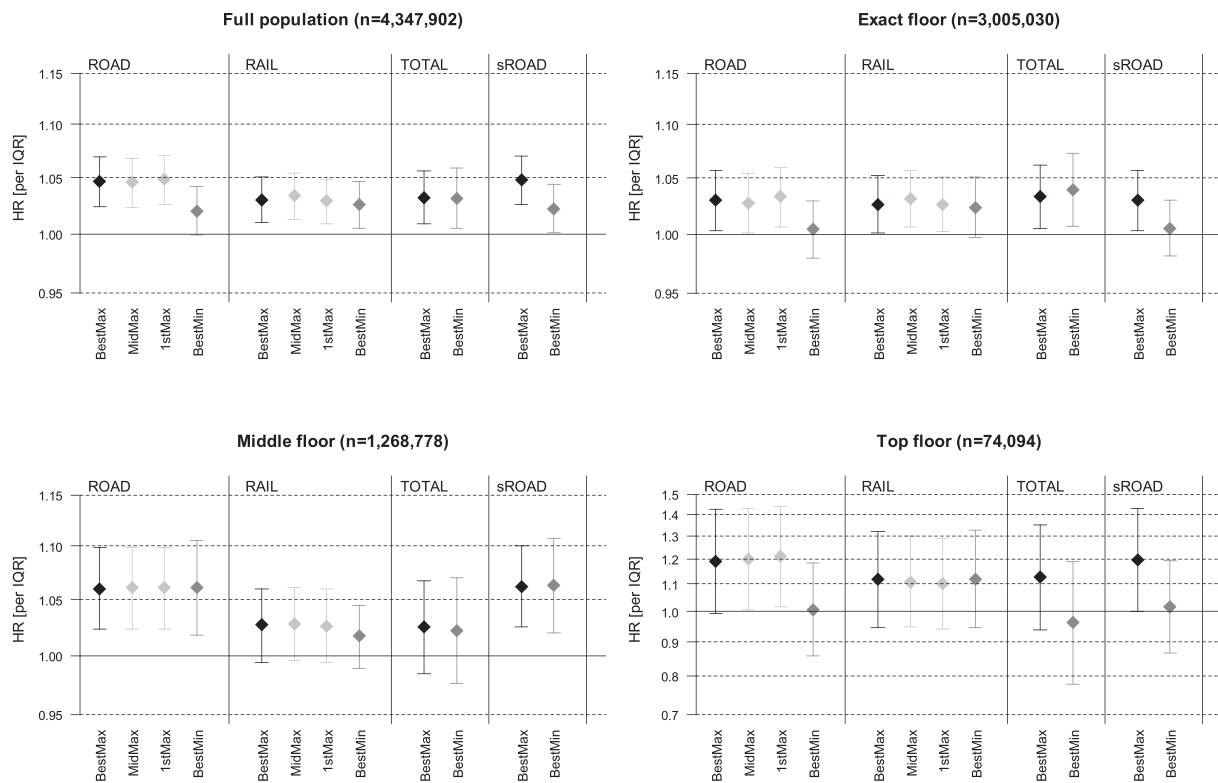 Full population (n=4,347,902)
ROAD RAIL TOTAL sROAD
HR [per IQR]
1.15
1.10
1.05
1.00
0.95
BestMax MidMax 1stMax BestMin BestMax MidMax 1stMax BestMin BestMax BestMin BestMax BestMin
Exact floor (n=3,005,030)
ROAD RAIL TOTAL sROAD
HR [per IQR]
1.15
1.10
1.05
1.00
0.95
BestMax MidMax 1stMax BestMin BestMax MidMax 1stMax BestMin BestMax BestMin BestMax BestMin
Middle floor (n=1,268,778)
ROAD RAIL TOTAL sROAD
HR [per IQR]
1.15
1.10
1.05
1.00
0.95
BestMax MidMax 1stMax BestMin BestMax MidMax 1stMax BestMin BestMax BestMin BestMax BestMin
Top floor (n=74,094)
ROAD RAIL TOTAL sROAD
HR [per IQR]
1.5
1.4
1.3
1.2
1.1
1.0
0.9
0.8
0.7
BestMax MidMax 1stMax BestMin BestMax MidMax 1stMax BestMin BestMax BestMin BestMax BestMin